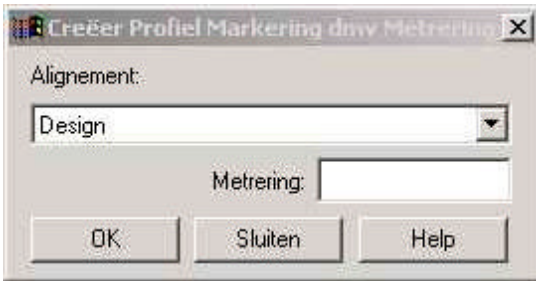 Creëer Profiel Markering dmv Metrering
Alignement:
Design
Metrering:
OK Sluiten Help